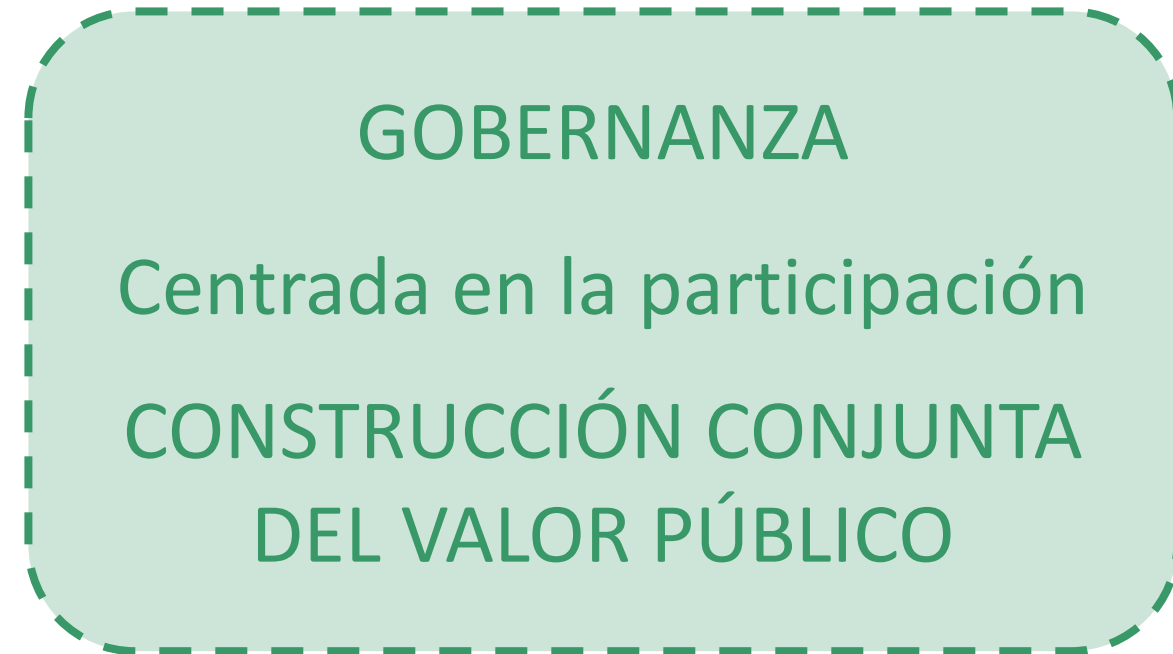 GOBERNANZA
Centrada en la participación
CONSTRUCCIÓN CONJUNTA
DEL VALOR PÚBLICO